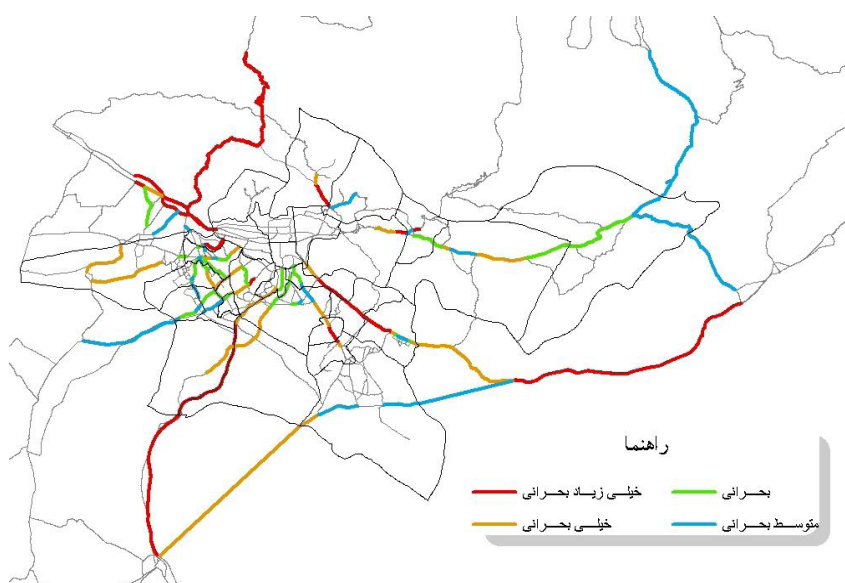 راهنما
خیلی زیاد بحرانی
بحرانی
خیلی بحرانی
متوسط بحرانی